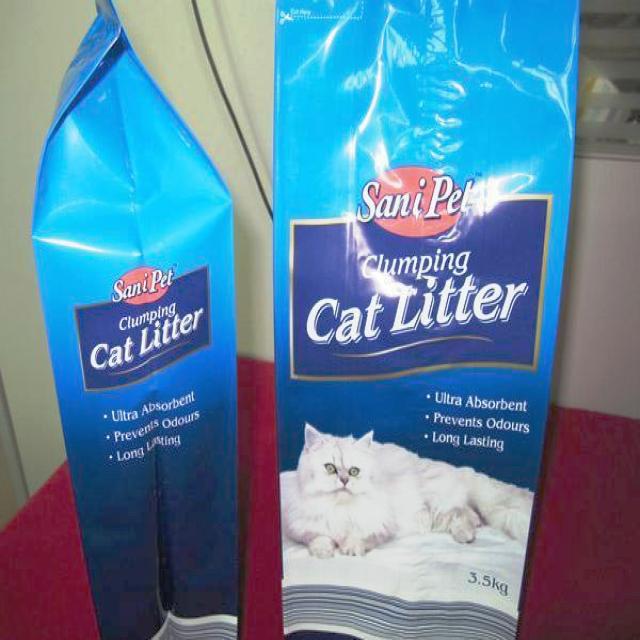 Sani Pet
Clumping
Cat Litter
• Ultra Absorbent
• Prevents Odours
• Long Lasting
Sani Pet™
Clumping
Cat Litter
• Ultra Absorbent
• Prevents Odours
• Long Lasting
3.5kg